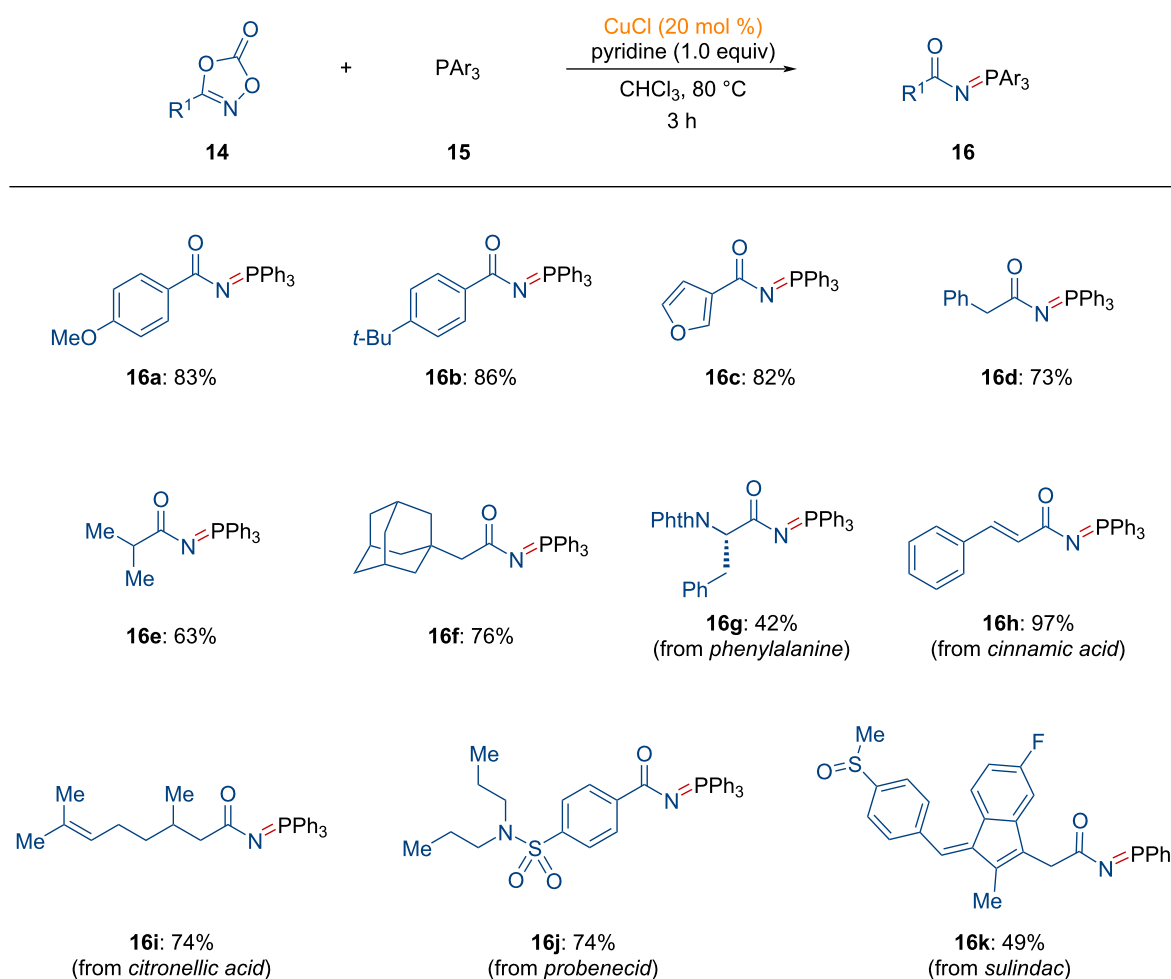 CuCl (20 mol %)
pyridine (1.0 equiv)
CHCl3, 80 °C
3 h
O
O
O
N
R1
+
PAr3
O
R1
N
PAr3
14
15
16
O
N
PPh3
MeO
16a: 83%
O
N
PPh3
t-Bu
16b: 86%
O
N
PPh3
O
16c: 82%
O
Ph
N
PPh3
16d: 73%
O
Me
N
PPh3
Me
16e: 63%
O
N
PPh3
16f: 76%
O
PhthN
N
PPh3
Ph
16g: 42%
(from phenylalanine)
O
N
PPh3
16h: 97%
(from cinnamic acid)
Me
Me
Me
O
N
PPh3
16i: 74%
(from citronellic acid)
Me
Me
N
S
O
O
O
N
PPh3
16j: 74%
(from probenecid)
Me
S
O
F
Me
O
N
PPh
16k: 49%
(from sulindac)